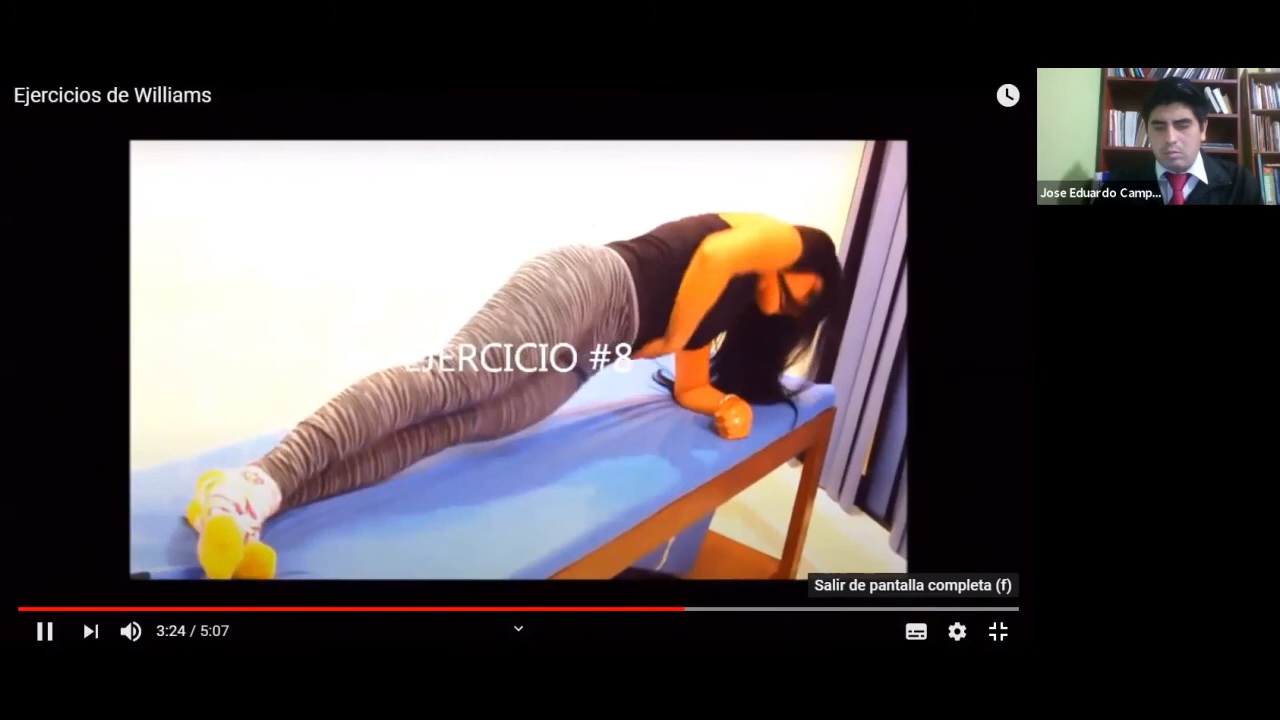 Ejercicios de Williams
Jose Eduardo Camp...
EJERCICIO #8
Salir de pantalla completa (f)
3:24 / 5:07